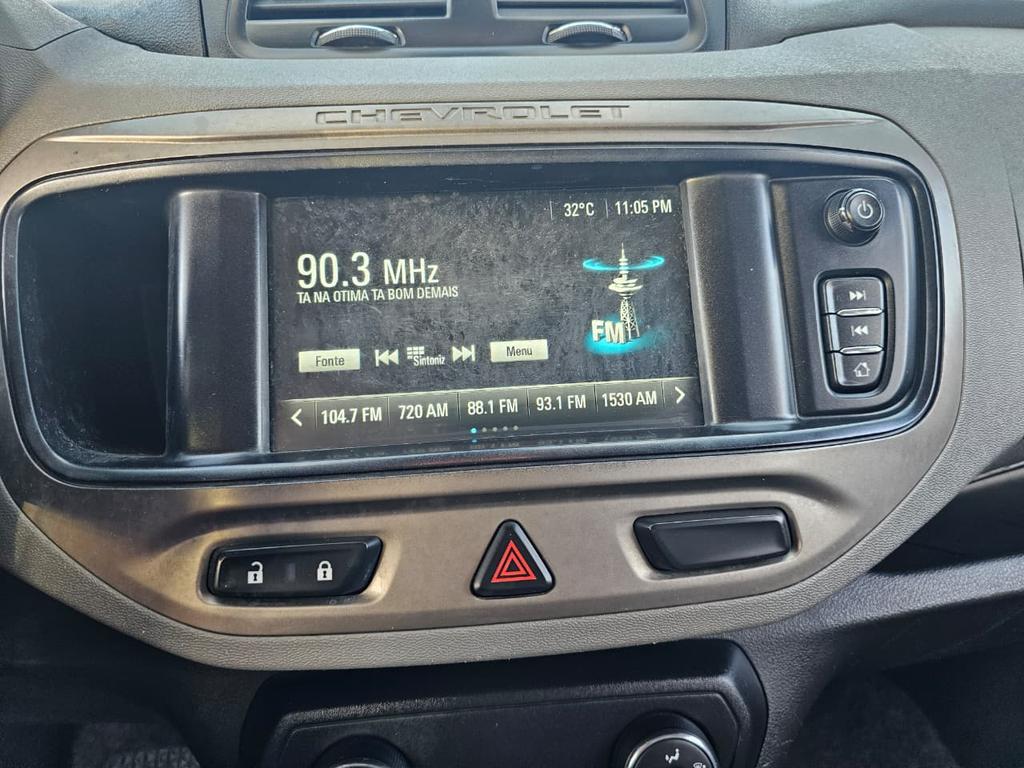 CHEVROLET
32°C 11:05 PM
90.3 MHz
TA NA OTIMA TA BOM DEMAIS
FM
Fonte Sintoniz Menu
104.7 FM 720 AM 88.1 FM 93.1 FM 1530 AM